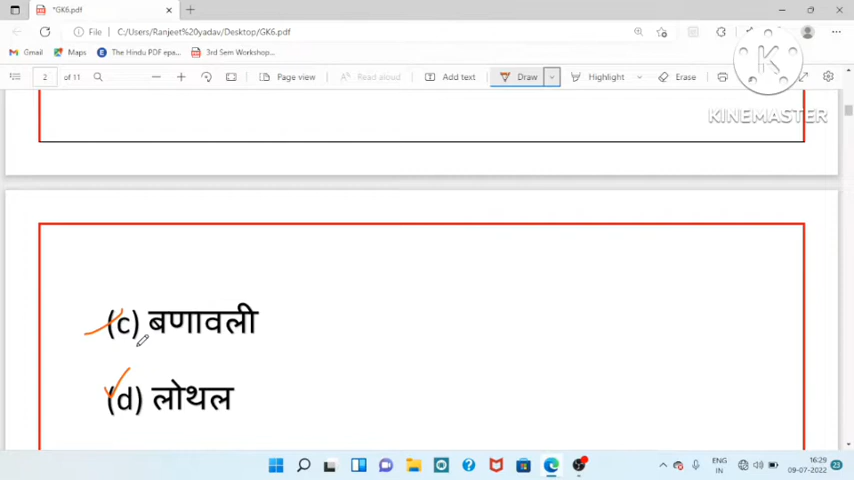 *GK6.pdf
File C:/Users/Ranjeet%20yadav/Desktop/GK6.pdf
Gmail Maps The Hindu PDF epa... 3rd Sem Workshop...
2 of 11 Page view Read aloud Add text Draw Highlight Erase
K
KINEMASTER
(c) बणावली
(d) लोथल
ENG
IN
16:29
09-07-2022
23